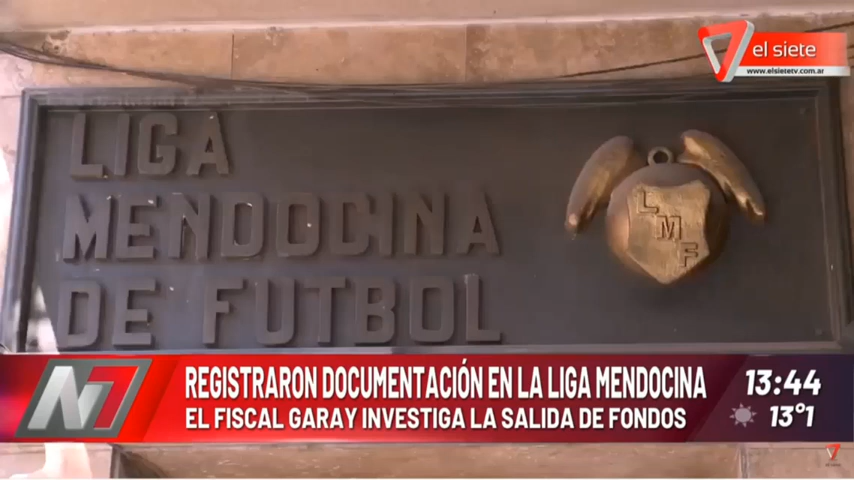 el siete
www.elsietetv.com.ar
LIGA
MENDOCINA
DE FUTBOL
L
M
F
N7
REGISTRARON DOCUMENTACIÓN EN LA LIGA MENDOCINA
EL FISCAL GARAY INVESTIGA LA SALIDA DE FONDOS
13:44
13°1